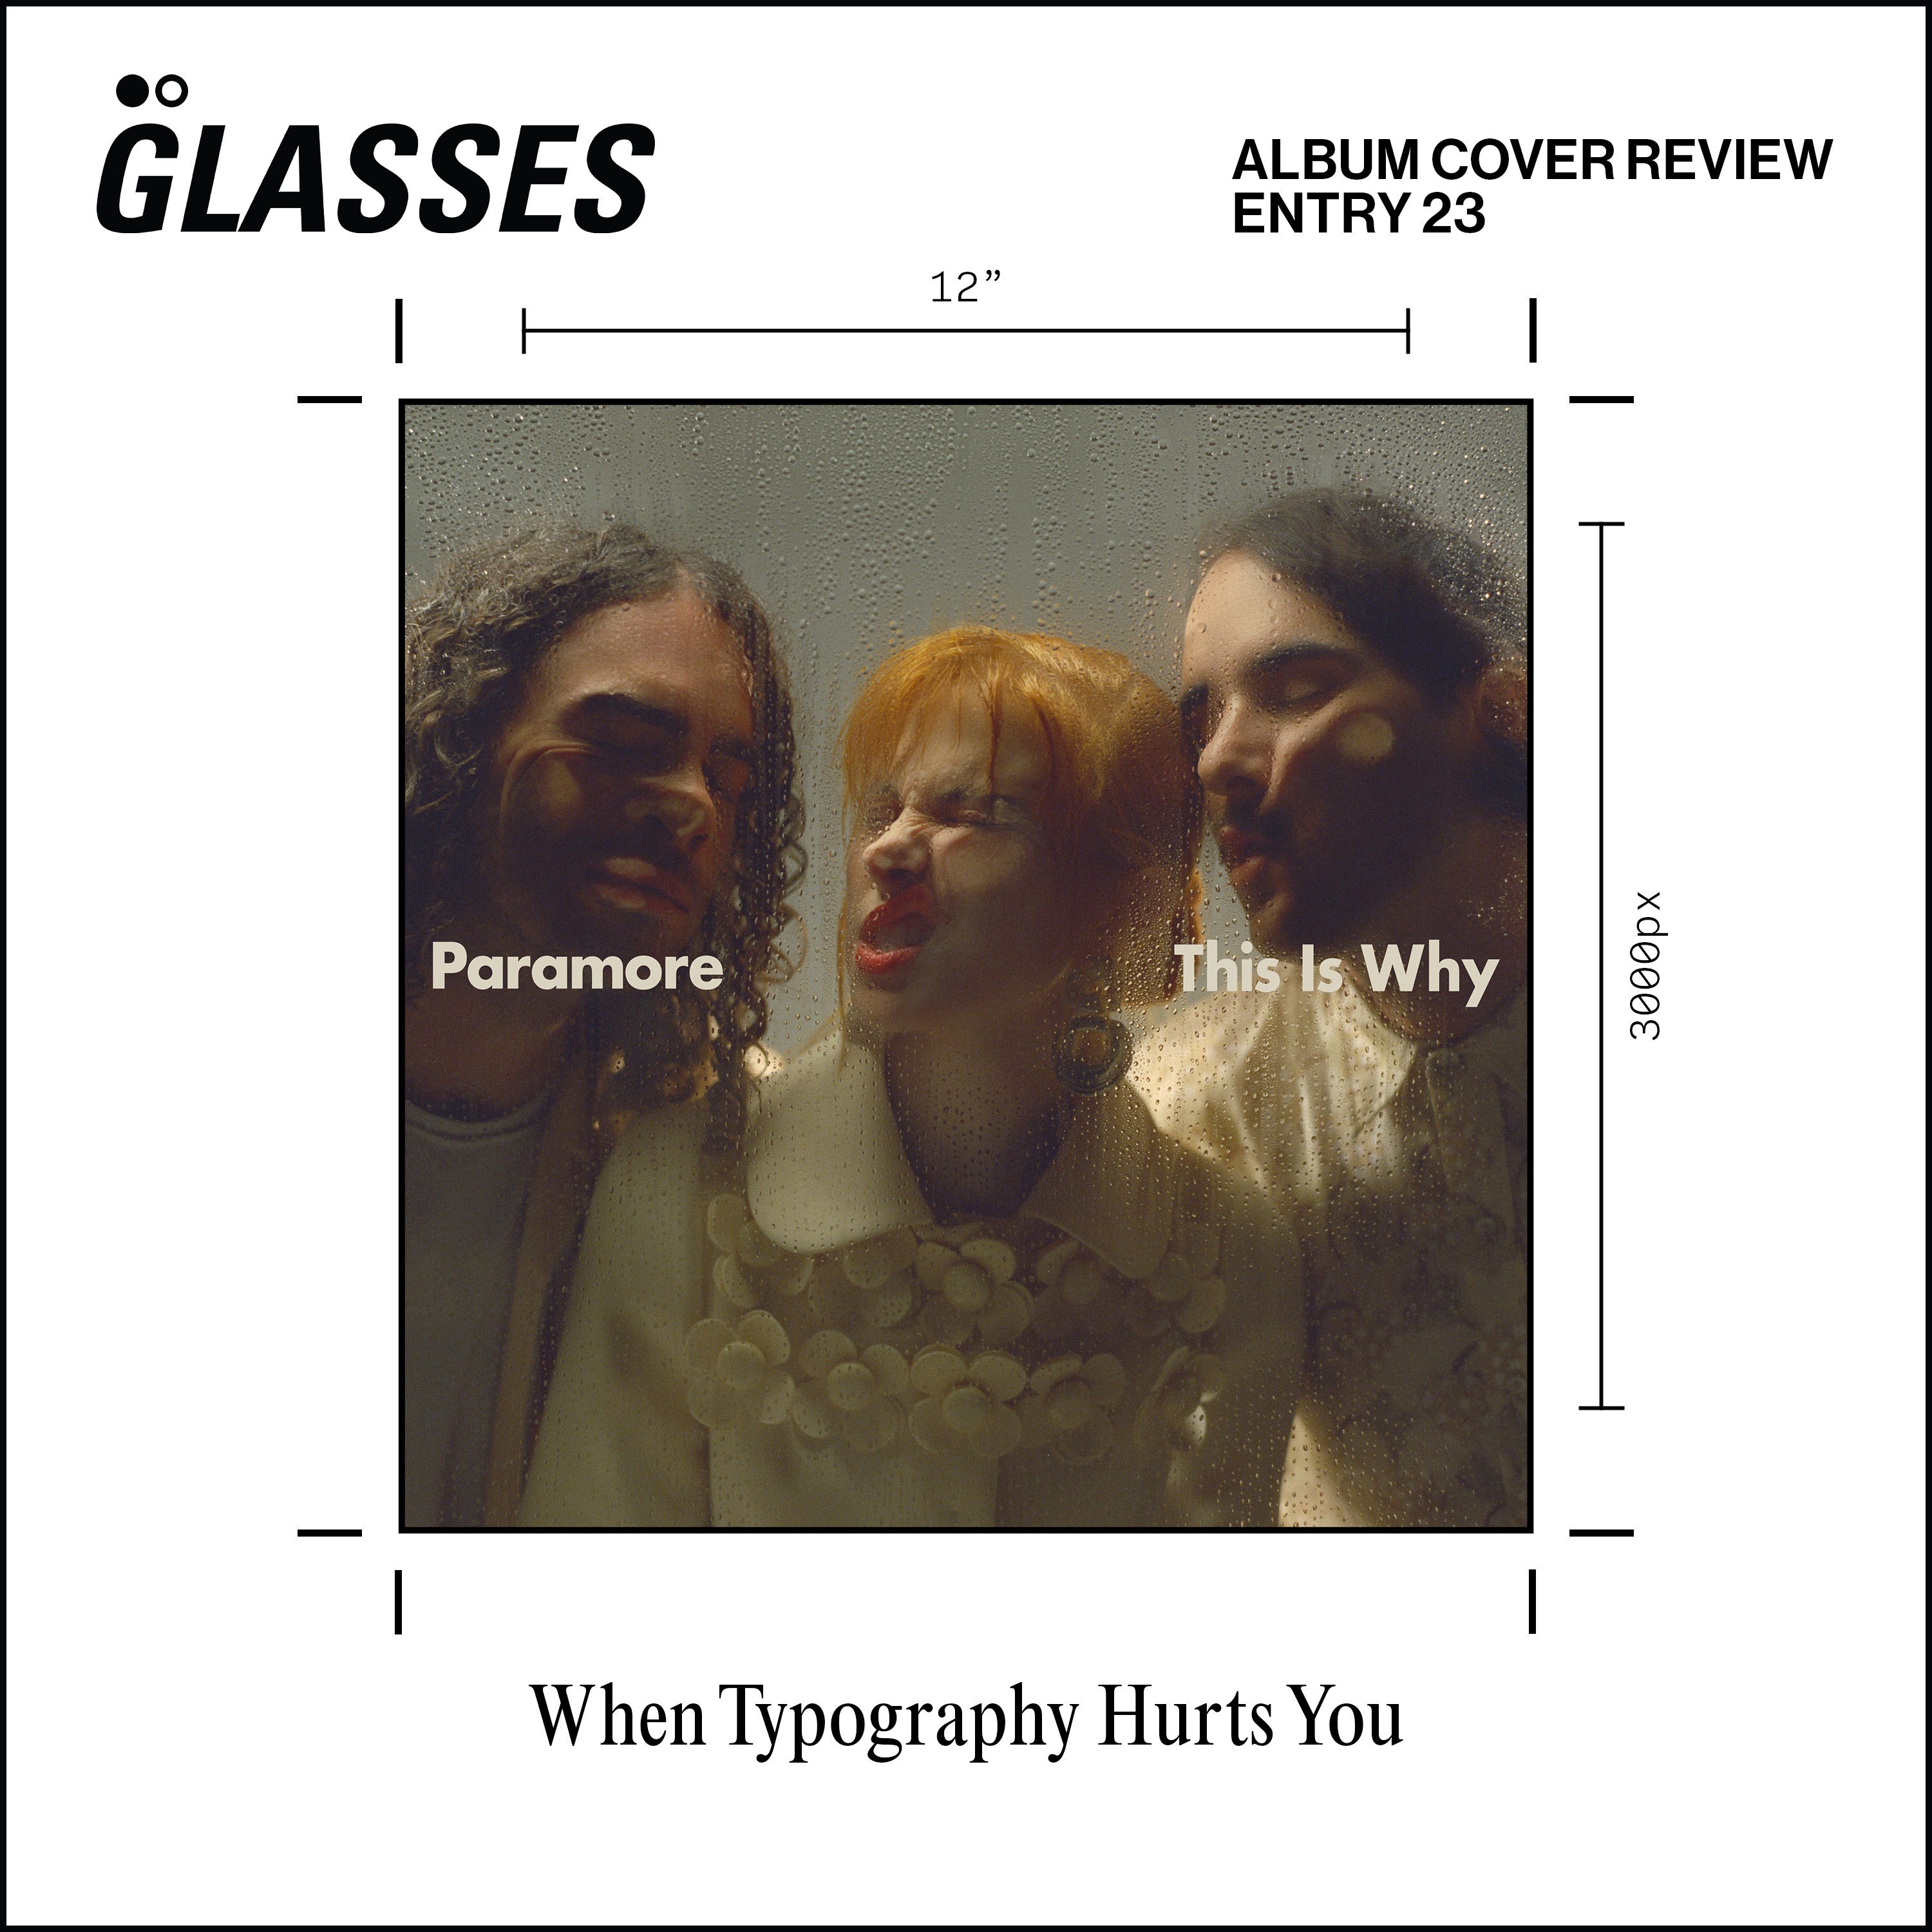 GLASSES
ALBUM COVER REVIEW
ENTRY 23
12”
Paramore
This Is Why
3000px
When Typography Hurts You